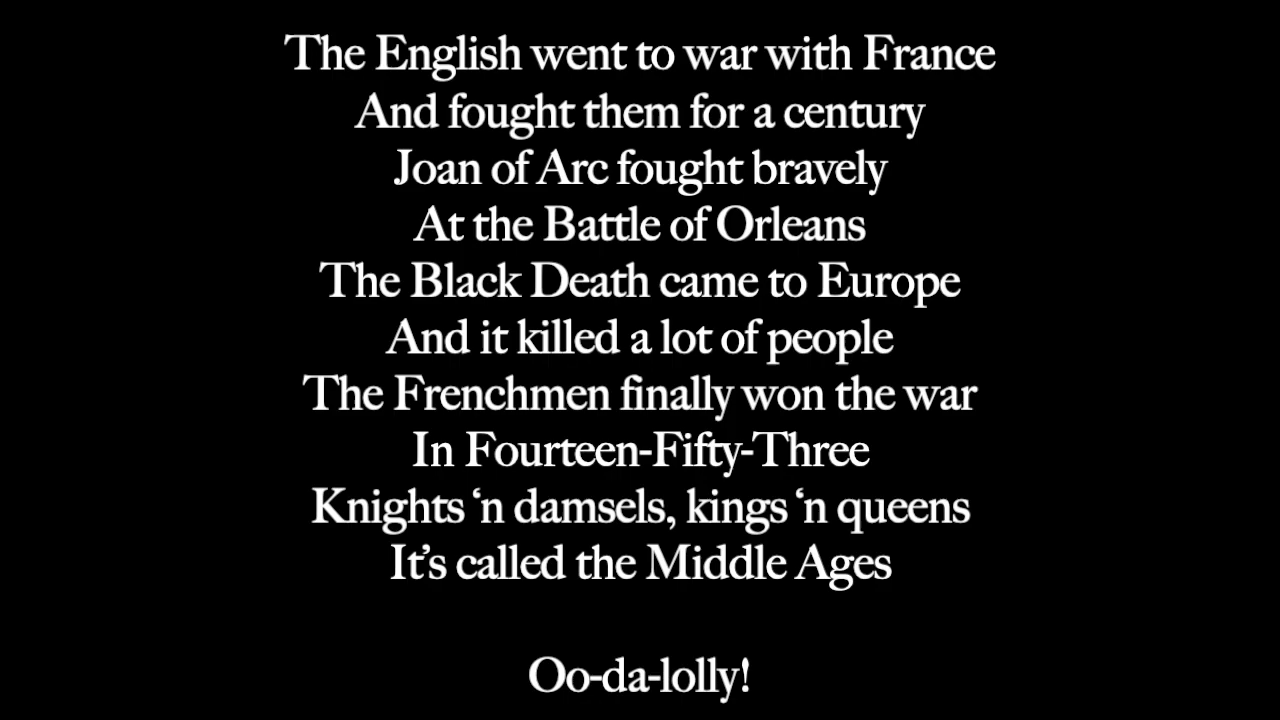 The English went to war with France
And fought them for a century
Joan of Arc fought bravely
At the Battle of Orleans
The Black Death came to Europe
And it killed a lot of people
The Frenchmen finally won the war
In Fourteen-Fifty-Three
Knights ‘n damsels, kings ‘n queens
It’s called the Middle Ages
Oo-da-lolly!